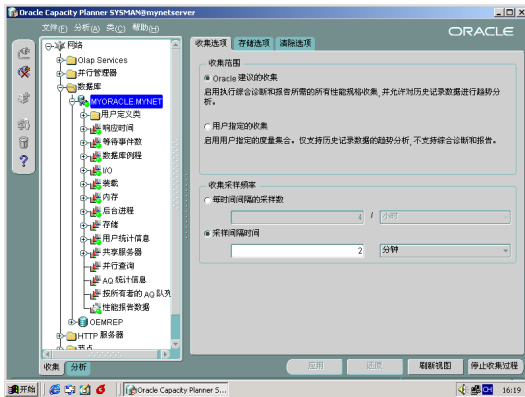 Oracle Capacity Planner SYSMAN@mynetserver
文件(F) 分析(A) 类(C) 帮助(H)
ORACLE
网络
Olap Services
并行管理器
数据库
MYORACLE.MYNET
用户定义类
响应时间
等待事件数
数据库例程
I/O
装载
内存
后台进程
存储
用户统计信息
共享服务器
并行查询
AQ 统计信息
按所有者的 AQ 队列
性能报告数据
OEMREP
HTTP 服务器
节点
收集 分析
收集选项 存储选项 清除选项
收集范围
Oracle 建议的收集
启用执行综合诊断和报告所需的所有性能规格收集, 并允许对历史记录数据进行趋势分
析。
用户指定的收集
启用用户指定的度量集合。仅支持历史记录数据的趋势分析, 不支持综合诊断和报告。
收集采样频率
每时间间隔的采样数
4 / 小时
采样间隔时间
2 分钟
应用 还原 刷新视图 停止收集过程
开始 Oracle Capacity Planner S... CH 16:19